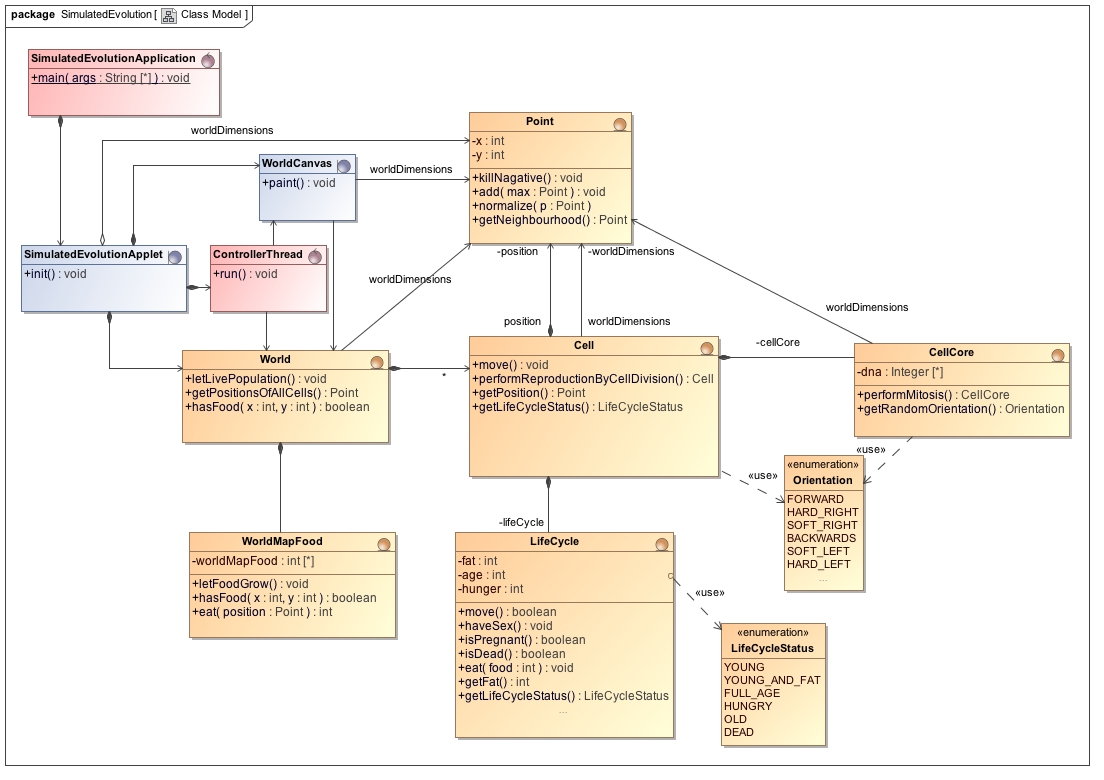 package SimulatedEvolution [ Class Model ]
SimulatedEvolutionApplication
+main( args : String [*] ) : void
worldDimensions
Point
-x : int
-y : int
+killNagative() : void
+add( max : Point ) : void
+normalize( p : Point )
+getNeighbourhood() : Point
WorldCanvas
+paint() : void
worldDimensions
SimulatedEvolutionApplet
+init() : void
ControllerThread
+run() : void
-position
-worldDimensions
worldDimensions
position
worldDimensions
worldDimensions
World
+letLivePopulation() : void
+getPositionsOfAllCells() : Point
+hasFood( x : int, y : int ) : boolean
*
Cell
+move() : void
+performReproductionByCellDivision() : Cell
+getPosition() : Point
+getLifeCycleStatus() : LifeCycleStatus
-cellCore
CellCore
-dna : Integer [*]
+performMitosis() : CellCore
+getRandomOrientation() : Orientation
«use»
«use»
«enumeration»
Orientation
FORWARD
HARD_RIGHT
SOFT_RIGHT
BACKWARDS
SOFT_LEFT
HARD_LEFT
...
-lifeCycle
WorldMapFood
-worldMapFood : int [*]
+letFoodGrow() : void
+hasFood( x : int, y : int ) : boolean
+eat( position : Point ) : int
LifeCycle
-fat : int
-age : int
-hunger : int
+move() : boolean
+haveSex() : void
+isPregnant() : boolean
+isDead() : boolean
+eat( food : int ) : void
+getFat() : int
+getLifeCycleStatus() : LifeCycleStatus
...
«use»
«enumeration»
LifeCycleStatus
YOUNG
YOUNG_AND_FAT
FULL_AGE
HUNGRY
OLD
DEAD